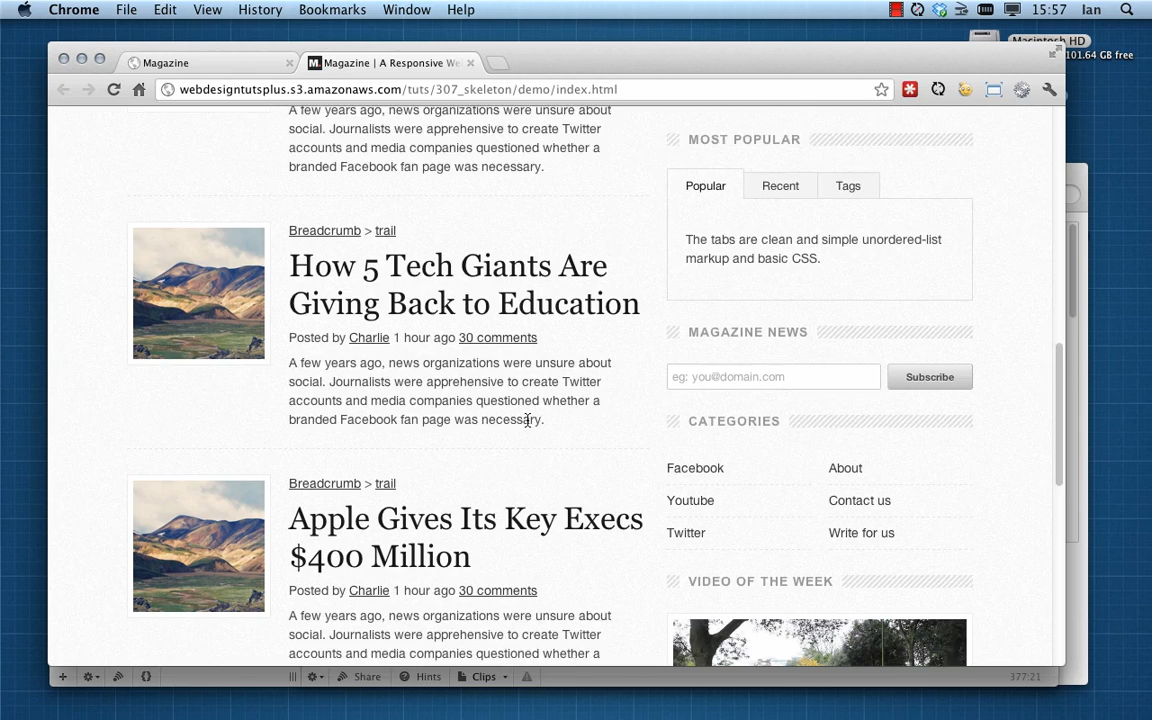 Chrome File Edit View History Bookmarks Window Help 15:57 Ian
Macintosh HD
101.64 GB free
Magazine
Magazine | A Responsive We
webdesigntutsplus.s3.amazonaws.com/tuts/307_skeleton/demo/index.html
A few years ago, news organizations were unsure about
social. Journalists were apprehensive to create Twitter
accounts and media companies questioned whether a
branded Facebook fan page was necessary.
Breadcrumb > trail
How 5 Tech Giants Are
Giving Back to Education
Posted by Charlie 1 hour ago 30 comments
A few years ago, news organizations were unsure about
social. Journalists were apprehensive to create Twitter
accounts and media companies questioned whether a
branded Facebook fan page was necessary.
Breadcrumb > trail
Apple Gives Its Key Execs
$400 Million
Posted by Charlie 1 hour ago 30 comments
A few years ago, news organizations were unsure about
social. Journalists were apprehensive to create Twitter
accounts and media companies questioned whether a
MOST POPULAR
Popular Recent Tags
The tabs are clean and simple unordered-list
markup and basic CSS.
MAGAZINE NEWS
eg: you@domain.com Subscribe
CATEGORIES
Facebook About
Youtube Contact us
Twitter Write for us
VIDEO OF THE WEEK
Share Hints Clips 377:21